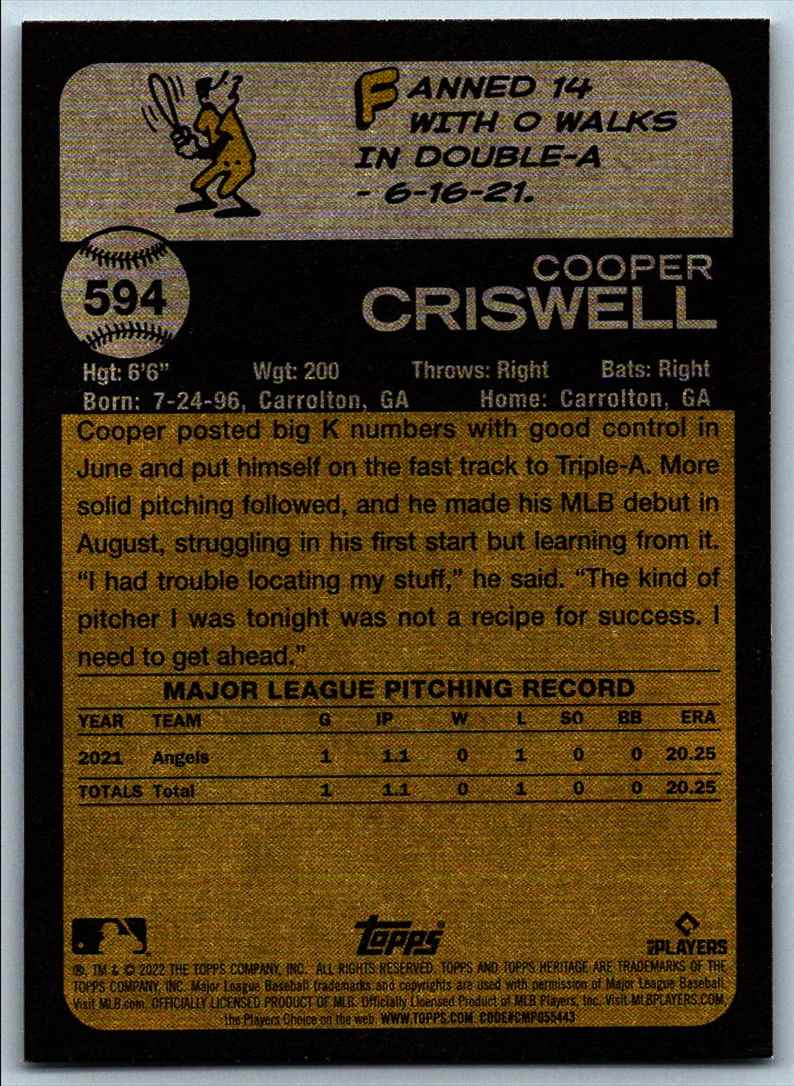 FANNED 14
WITH 0 WALKS
IN DOUBLE-A
- 6-16-21.
594
COOPER
CRISWELL
Hgt: 6'6" Wgt: 200 Throws: Right Bats: Right
Born: 7-24-96, Carrolton, GA Home: Carrolton, GA
Cooper posted big K numbers with good control in
June and put himself on the fast track to Triple-A. More
solid pitching followed, and he made his MLB debut in
August, struggling in his first start but learning from it.
"I had trouble locating my stuff," he said. "The kind of
pitcher I was tonight was not a recipe for success. I
need to get ahead."
MAJOR LEAGUE PITCHING RECORD
YEAR TEAM G IP W L SO BB ERA
2021 Angels 1 1.1 0 1 0 0 20.25
TOTALS Total 1 1.1 0 1 0 0 20.25
Topps
MLB PLAYERS
®, TM & © 2022 THE TOPPS COMPANY, INC. ALL RIGHTS RESERVED. TOPPS AND TOPPS HERITAGE ARE TRADEMARKS OF THE
TOPPS COMPANY, INC. Major League Baseball trademarks and copyrights are used with permission of Major League Baseball.
Visit MLB.com. OFFICIALLY LICENSED PRODUCT OF MLB. Officially Licensed Product of MLB Players, Inc. Visit MLBPLAYERS.COM,
the Players Choice on the web. WWW.TOPPS.COM CODE#CMP055443